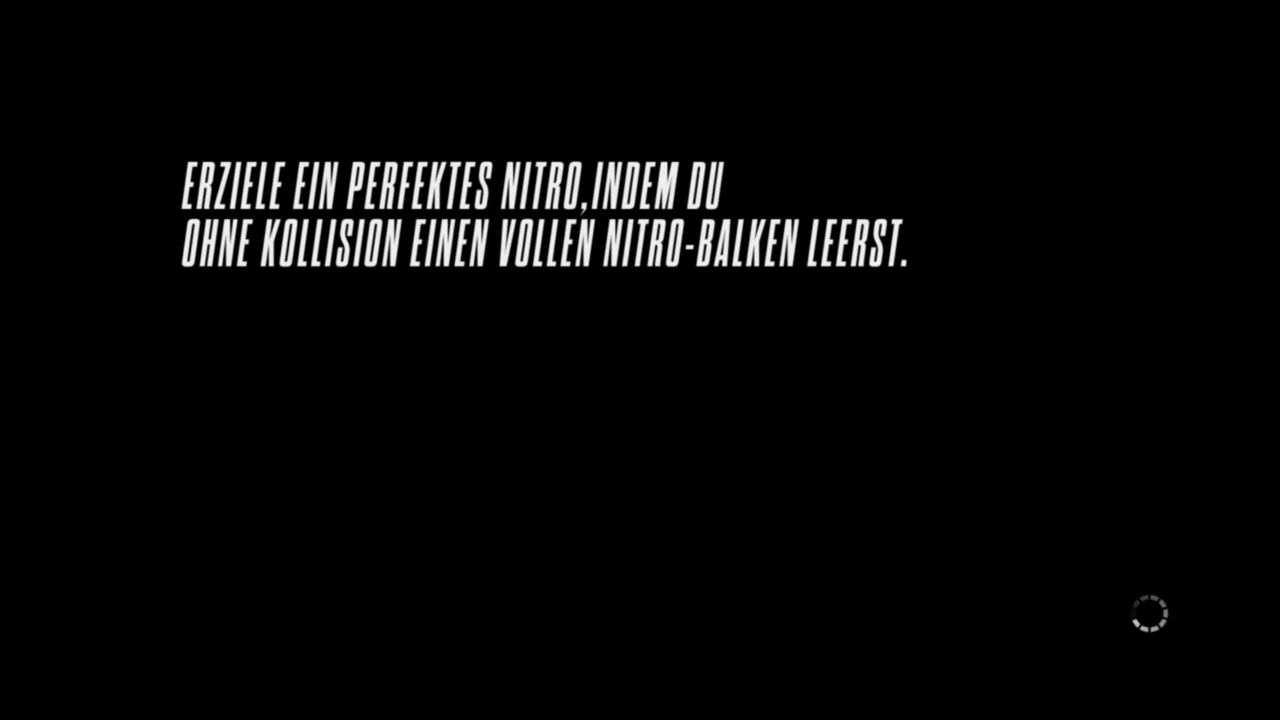 ERZIELE EIN PERFEKTES NITRO, INDEM DU
OHNE KOLLISION EINEN VOLLEN NITRO-BALKEN LEERST.